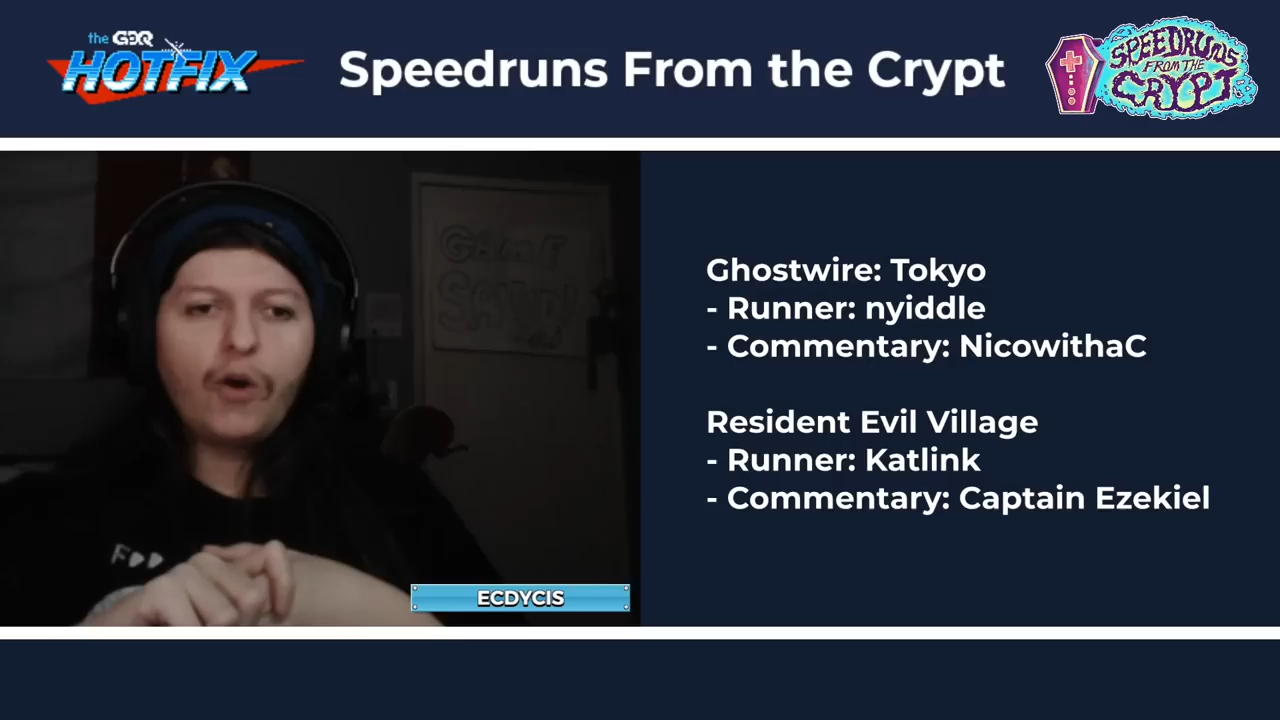 the GDQ
HOTFIX
Speedruns From the Crypt
SPEEDRUNS
FROM THE
CRYPT
GAME
Ghostwire: Tokyo
- Runner: nyiddle
- Commentary: NicowithaC
Resident Evil Village
- Runner: Katlink
- Commentary: Captain Ezekiel
ECDYCIS